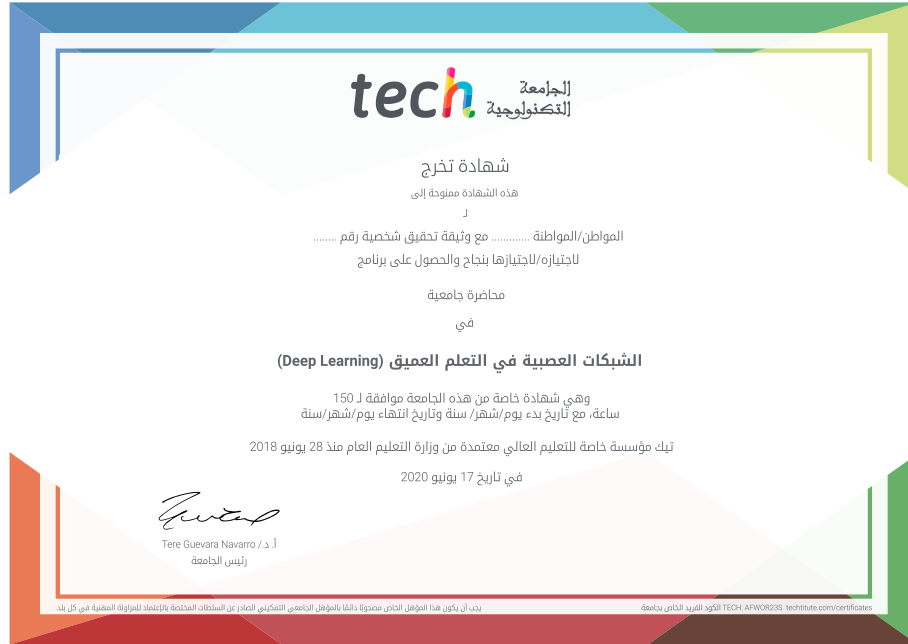 tech الجامعة التكنولوجية
شهادة تخرج
هذه الشهادة ممنوحة إلى
لـ
المواطن/المواطنة ............. مع وثيقة تحقيق شخصية رقم ........
لاجتيازه/لاجتيازها بنجاح والحصول على برنامج
محاضرة جامعية
في
الشبكات العصبية في التعلم العميق (Deep Learning)
وهي شهادة خاصة من هذه الجامعة موافقة لـ 150
ساعة، مع تاريخ بدء يوم/شهر/ سنة وتاريخ انتهاء يوم/شهر/سنة
تيك مؤسسة خاصة للتعليم العالي معتمدة من وزارة التعليم العام منذ 28 يونيو 2018
في تاريخ 17 يونيو 2020
أ. د./ Tere Guevara Navarro
رئيس الجامعة
يجب أن يكون هذا المؤهل الخاص مصحوبًا دائمًا بالمؤهل الجامعي التمكيني الصادر عن السلطات المختصة بالإعتماد للمزاولة المهنية في كل بلد.
الكود الفريد الخاص بجامعة TECH: AFWOR23S techtitute.com/certificates